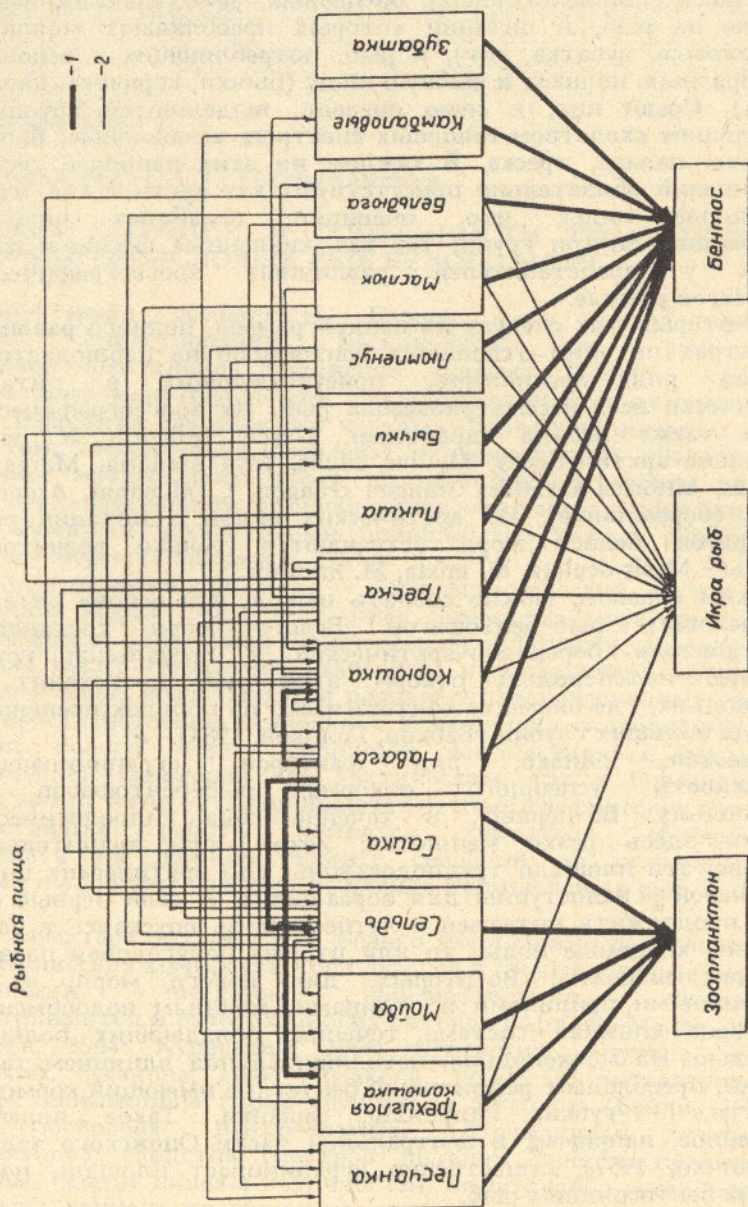 Рыбная пища
1
2
Песчанка
Трехиглая
колюшка
Мойва
Сельдь
Сайка
Навага
Корюшка
Треска
Пикша
Бычки
Люмпенус
Маслюк
Бельдюга
Камбаловые
Зубатка
Зоопланктон
Икра рыб
Бентос